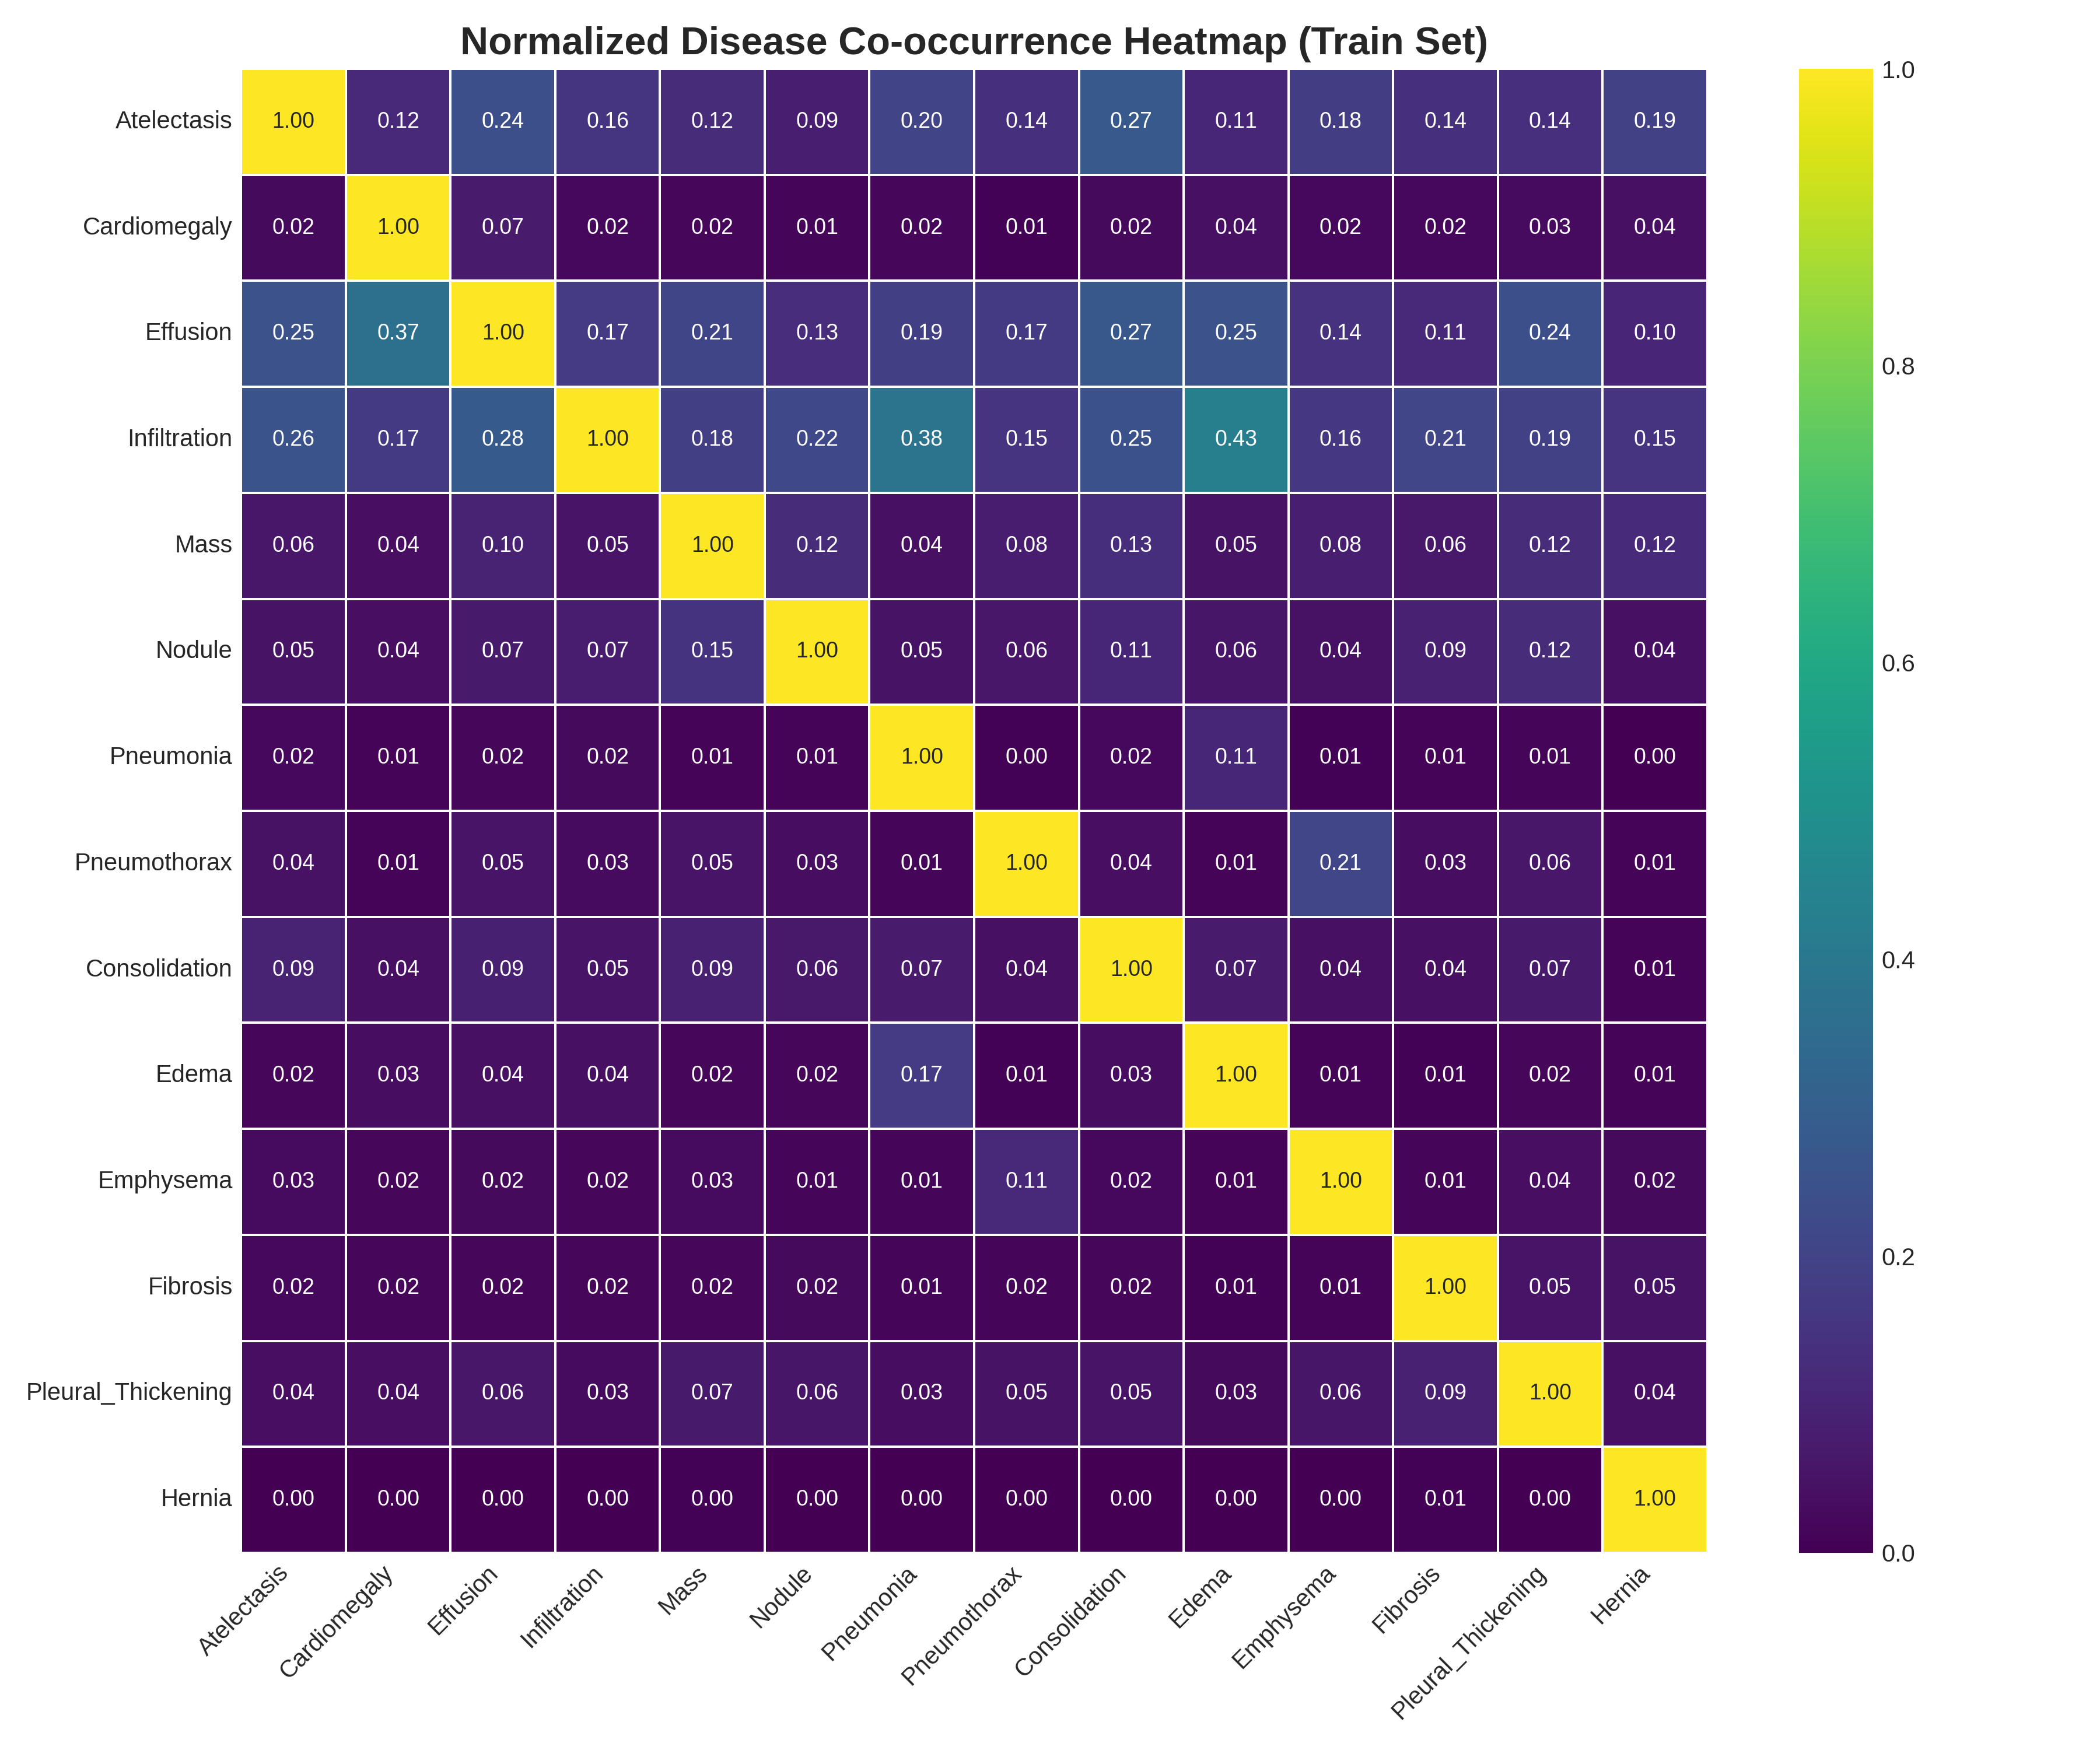 Normalized Disease Co-occurrence Heatmap (Train Set)
Atelectasis 1.00 0.12 0.24 0.16 0.12 0.09 0.20 0.14 0.27 0.11 0.18 0.14 0.14 0.19
Cardiomegaly 0.02 1.00 0.07 0.02 0.02 0.01 0.02 0.01 0.02 0.04 0.02 0.02 0.03 0.04
Effusion 0.25 0.37 1.00 0.17 0.21 0.13 0.19 0.17 0.27 0.25 0.14 0.11 0.24 0.10
Infiltration 0.26 0.17 0.28 1.00 0.18 0.22 0.38 0.15 0.25 0.43 0.16 0.21 0.19 0.15
Mass 0.06 0.04 0.10 0.05 1.00 0.12 0.04 0.08 0.13 0.05 0.08 0.06 0.12 0.12
Nodule 0.05 0.04 0.07 0.07 0.15 1.00 0.05 0.06 0.11 0.06 0.04 0.09 0.12 0.04
Pneumonia 0.02 0.01 0.02 0.02 0.01 0.01 1.00 0.00 0.02 0.11 0.01 0.01 0.01 0.00
Pneumothorax 0.04 0.01 0.05 0.03 0.05 0.03 0.01 1.00 0.04 0.01 0.21 0.03 0.06 0.01
Consolidation 0.09 0.04 0.09 0.05 0.09 0.06 0.07 0.04 1.00 0.07 0.04 0.04 0.07 0.01
Edema 0.02 0.03 0.04 0.04 0.02 0.02 0.17 0.01 0.03 1.00 0.01 0.01 0.02 0.01
Emphysema 0.03 0.02 0.02 0.02 0.03 0.01 0.01 0.11 0.02 0.01 1.00 0.01 0.04 0.02
Fibrosis 0.02 0.02 0.02 0.02 0.02 0.02 0.01 0.02 0.02 0.01 0.01 1.00 0.05 0.05
Pleural_Thickening 0.04 0.04 0.06 0.03 0.07 0.06 0.03 0.05 0.05 0.03 0.06 0.09 1.00 0.04
Hernia 0.00 0.00 0.00 0.00 0.00 0.00 0.00 0.00 0.00 0.00 0.00 0.01 0.00 1.00
Atelectasis Cardiomegaly Effusion Infiltration Mass Nodule Pneumonia Pneumothorax Consolidation Edema Emphysema Fibrosis Pleural_Thickening Hernia
1.0
0.8
0.6
0.4
0.2
0.0